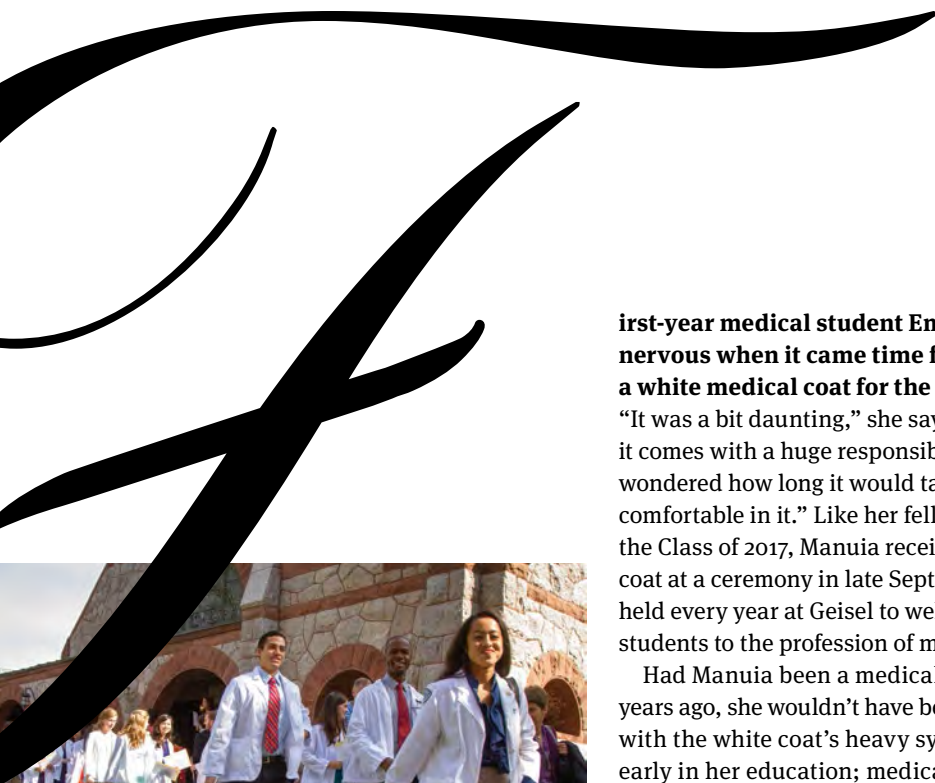 F
irst-year medical student
nervous when it came time
a white medical coat for the
“It was a bit daunting,” she
it comes with a huge
wondered how long it would
comfortable in it.” Like her
the Class of 2017, Manuia
coat at a ceremony in late
held every year at Geisel to
students to the profession of
Had Manuia been a
years ago, she wouldn’t have
with the white coat’s heavy
early in her education;